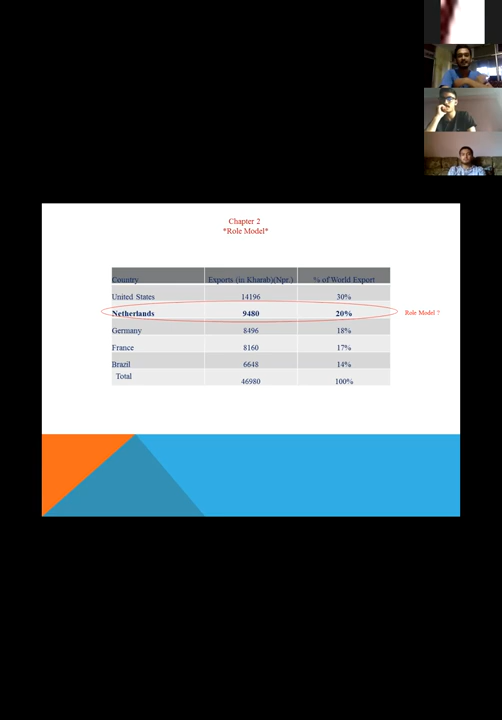 Chapter 2
*Role Model*
Country Exports (in Kharab)(Npr.) % of World Export
United States 14196 30%
Netherlands 9480 20% Role Model ?
Germany 8496 18%
France 8160 17%
Brazil 6648 14%
Total 46980 100%